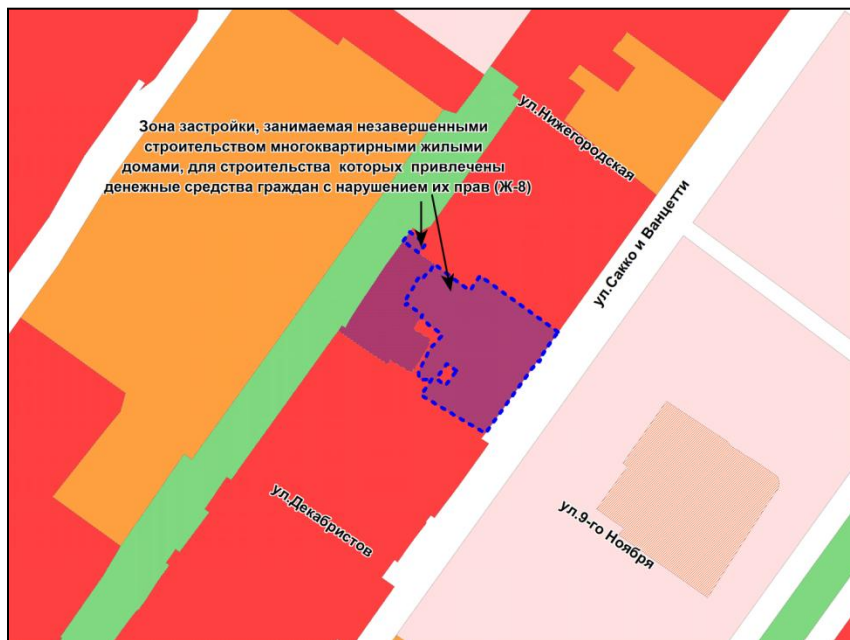 ул.Нижегородская
Зона застройки, занимаемая незавершенными
строительством многоквартирными жилыми
домами, для строительства которых привлечены
денежные средства граждан с нарушением их прав (Ж-8)
ул.Сакко и Ванцетти
ул.Декабристов
ул.9-го Ноября